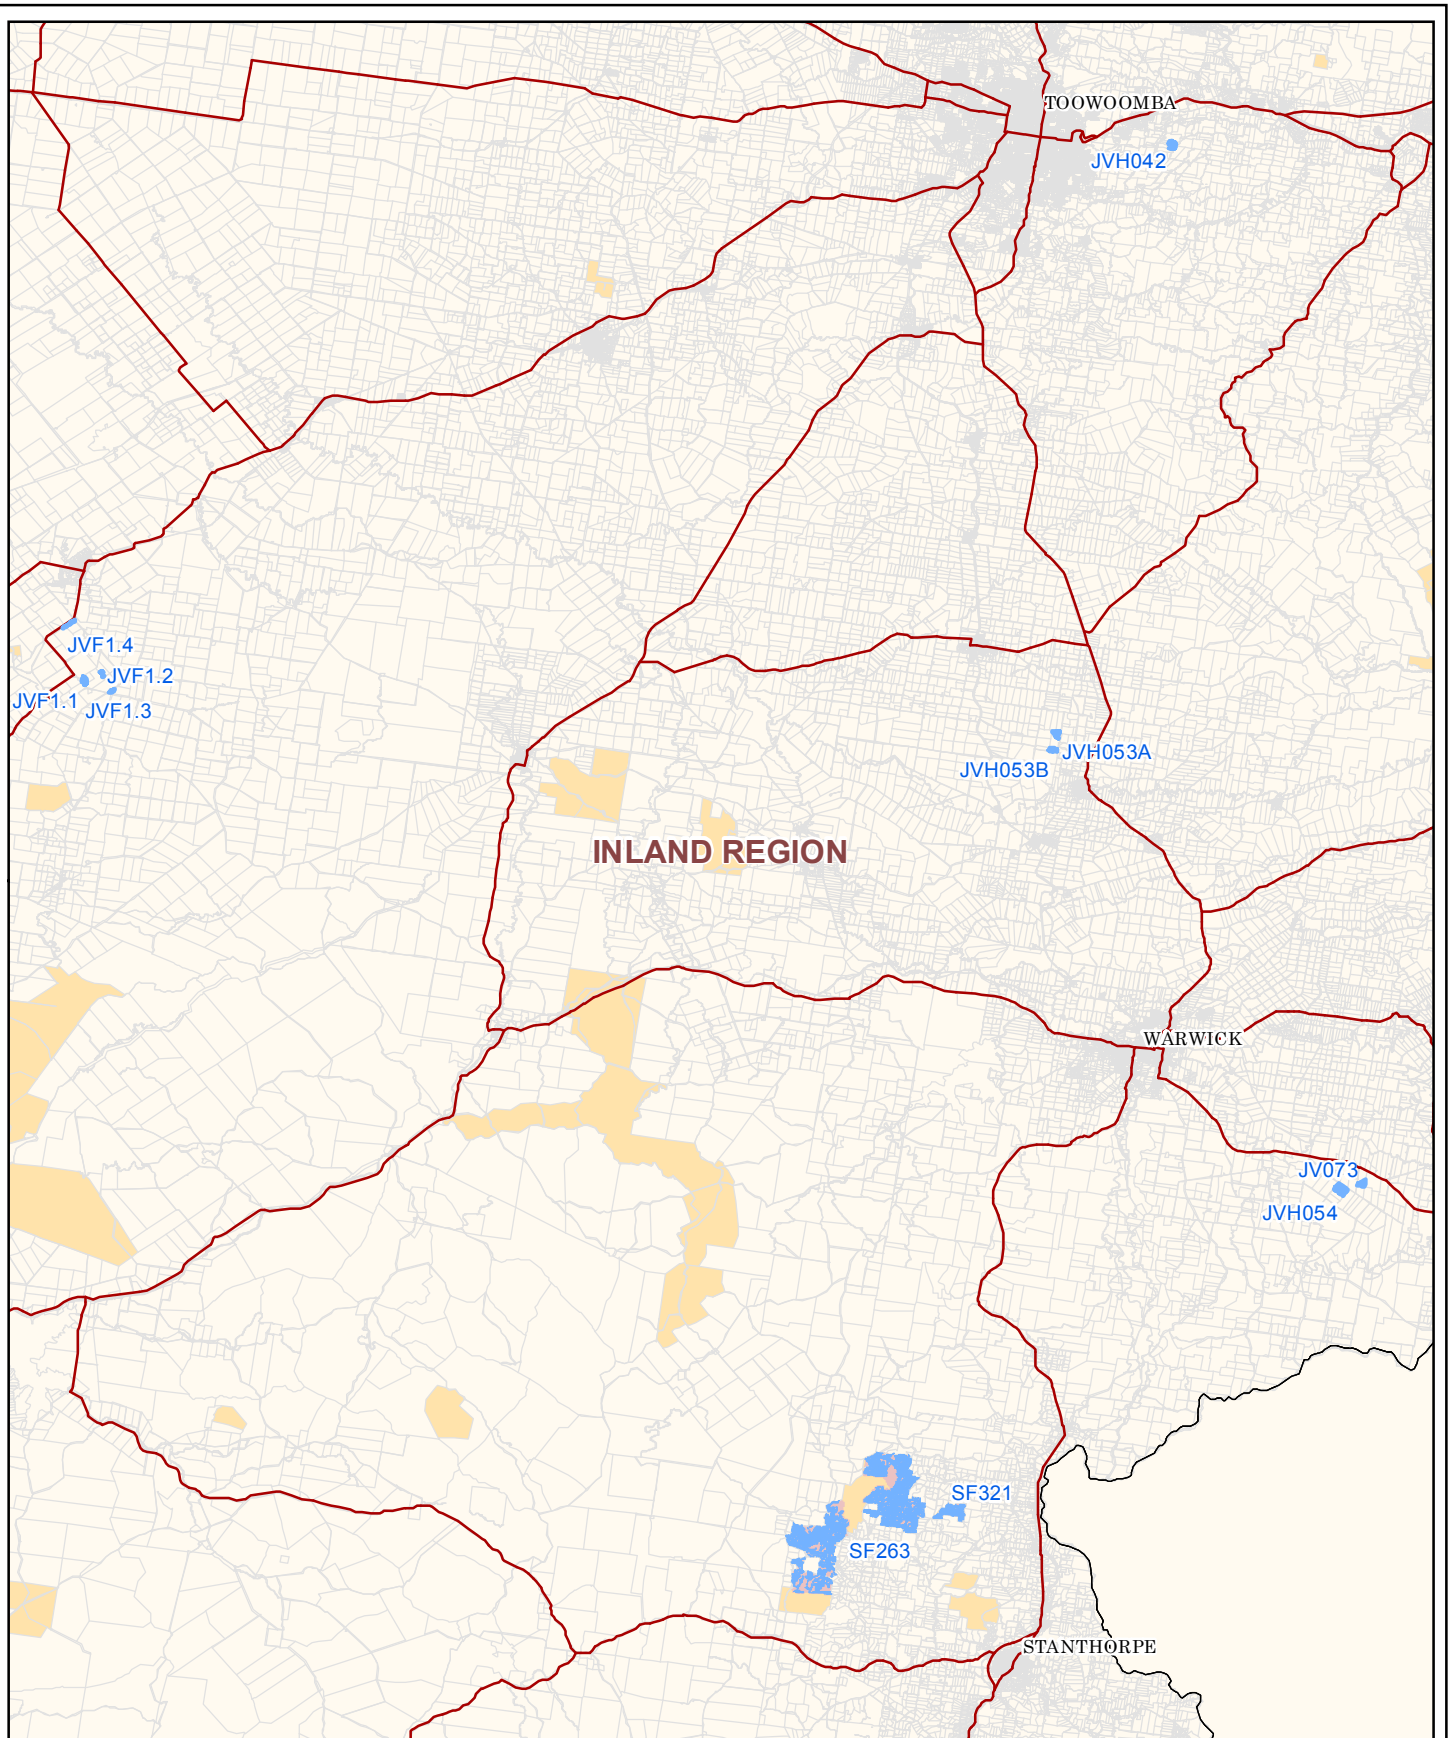 TOOWOOMBA
JVH042
JVF1.4
JVF1.2
JVF1.1
JVF1.3
JVH053A
JVH053B
INLAND REGION
WARWICK
JV073
JVH054
SF321
SF263
STANTHORPE